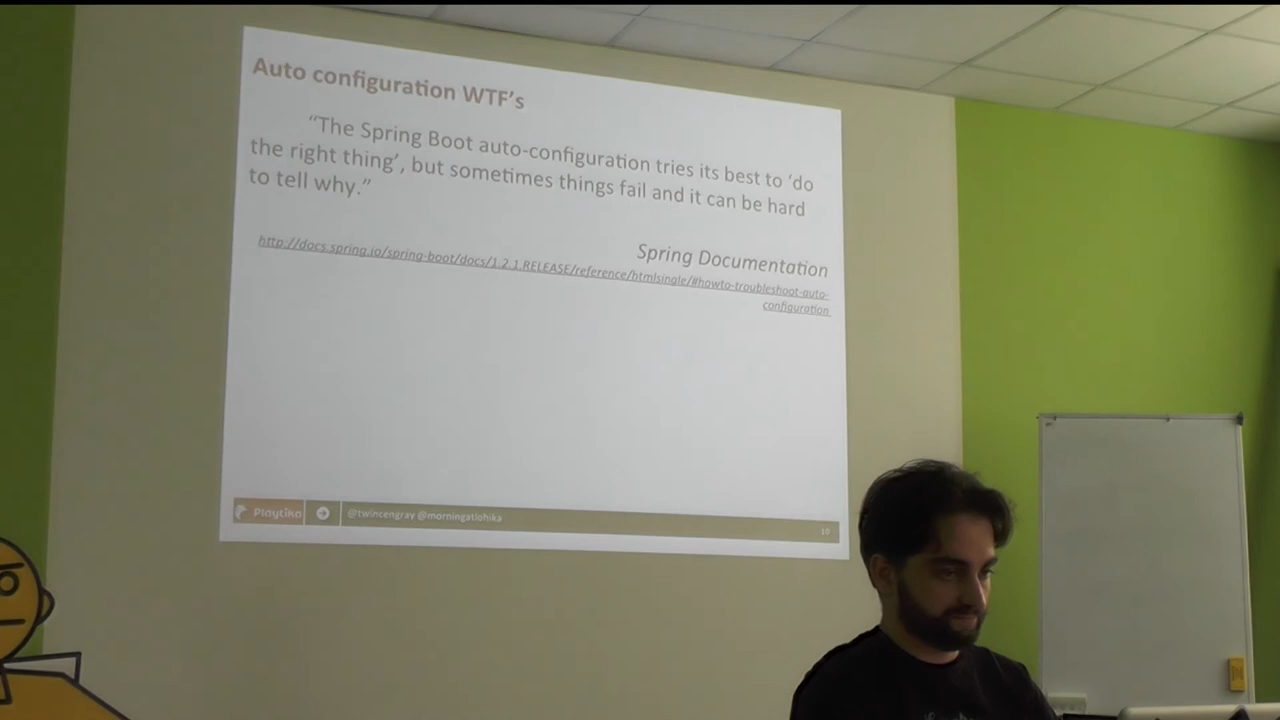 Auto configuration WTF's
“The Spring Boot auto-configuration tries its best to ‘do
the right thing’, but sometimes things fail and it can be hard
to tell why.”
Spring Documentation
http://docs.spring.io/spring-boot/docs/1.2.1.RELEASE/reference/htmlsingle/#howto-troubleshoot-auto-
configuration
Playtika
@twincengray @morningatlohika
10